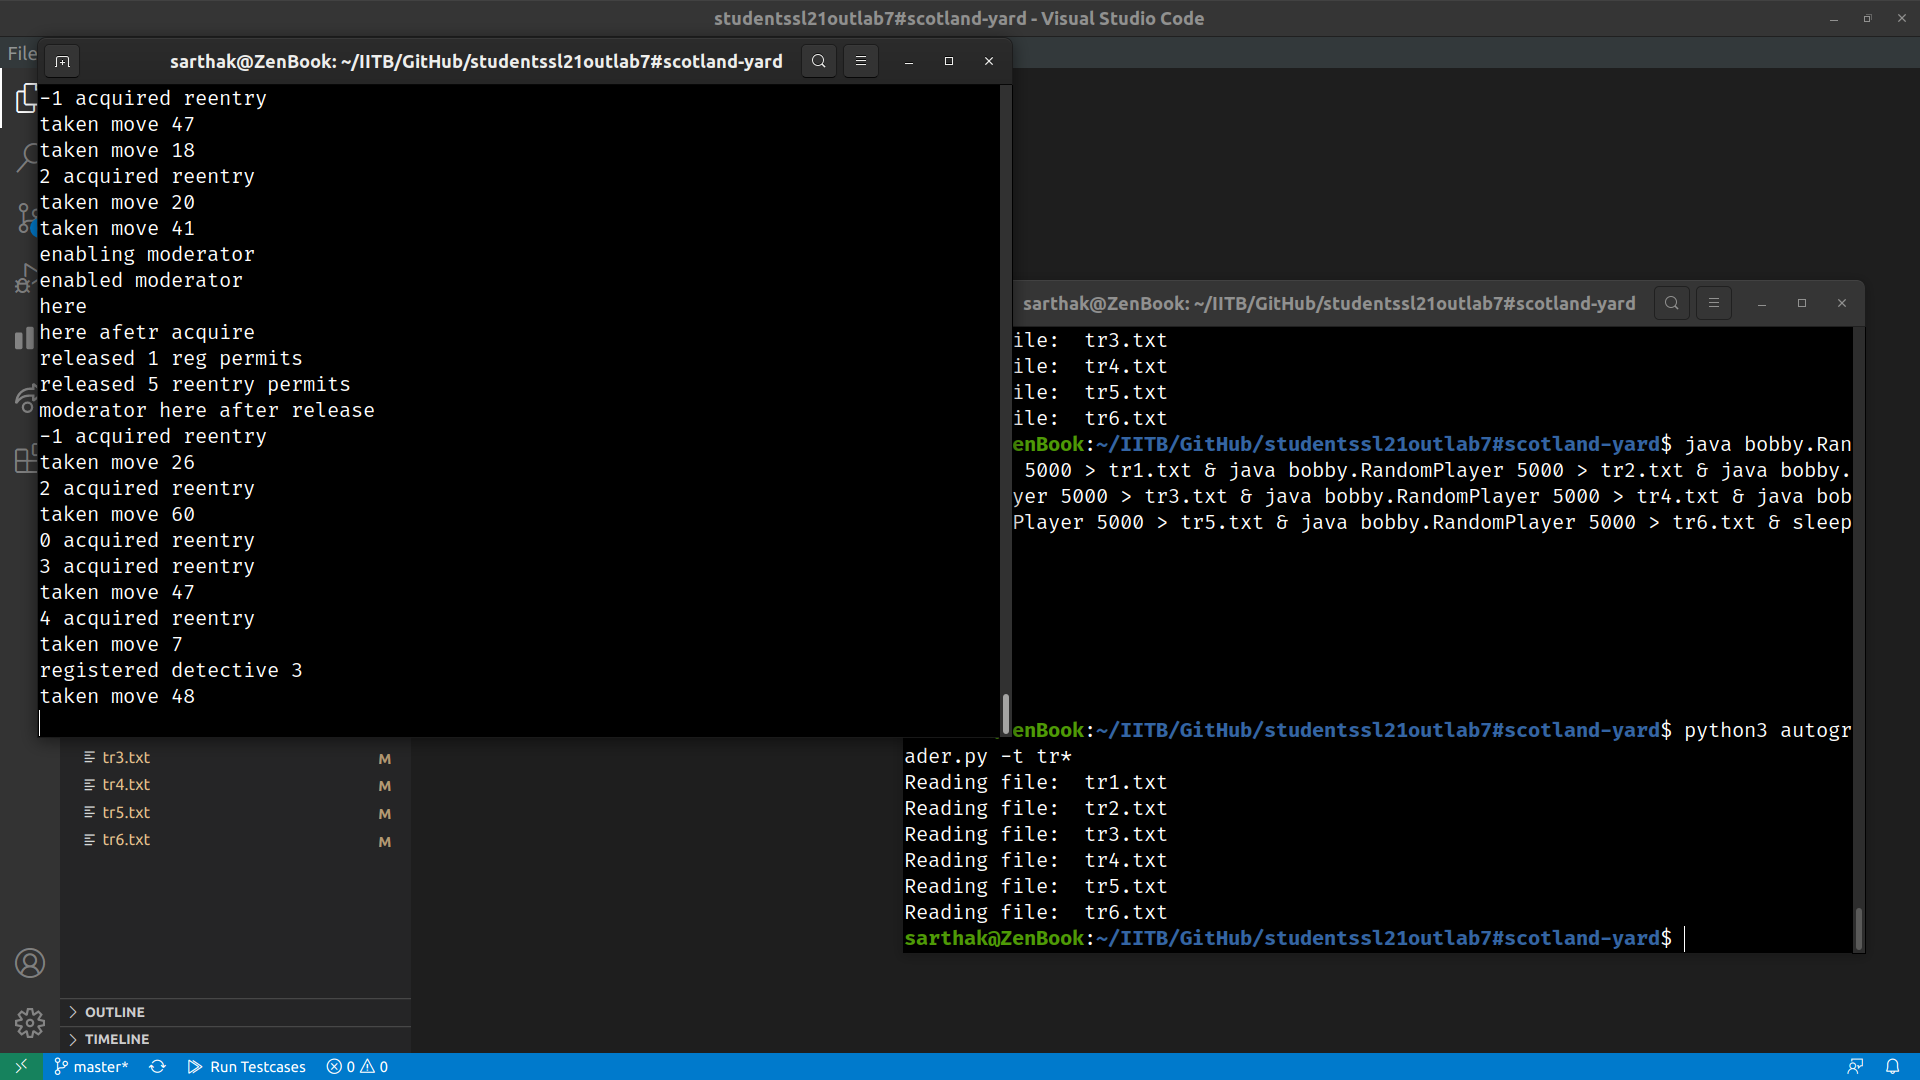 studentssl21outlab7#scotland-yard - Visual Studio Code
File
sarthak@ZenBook: ~/IITB/GitHub/studentssl21outlab7#scotland-yard
-1 acquired reentry
taken move 47
taken move 18
2 acquired reentry
taken move 20
taken move 41
enabling moderator
enabled moderator
here
here afetr acquire
released 1 reg permits
released 5 reentry permits
moderator here after release
-1 acquired reentry
taken move 26
2 acquired reentry
taken move 60
0 acquired reentry
3 acquired reentry
taken move 47
4 acquired reentry
taken move 7
registered detective 3
taken move 48
sarthak@ZenBook: ~/IITB/GitHub/studentssl21outlab7#scotland-yard
ile:  tr3.txt
ile:  tr4.txt
ile:  tr5.txt
ile:  tr6.txt
enBook:~/IITB/GitHub/studentssl21outlab7#scotland-yard$ java bobby.Ran
5000 > tr1.txt & java bobby.RandomPlayer 5000 > tr2.txt & java bobby.
yer 5000 > tr3.txt & java bobby.RandomPlayer 5000 > tr4.txt & java bob
Player 5000 > tr5.txt & java bobby.RandomPlayer 5000 > tr6.txt & sleep
enBook:~/IITB/GitHub/studentssl21outlab7#scotland-yard$ python3 autogr
ader.py -t tr*
Reading file:  tr1.txt
Reading file:  tr2.txt
Reading file:  tr3.txt
Reading file:  tr4.txt
Reading file:  tr5.txt
Reading file:  tr6.txt
sarthak@ZenBook:~/IITB/GitHub/studentssl21outlab7#scotland-yard$
tr3.txt M
tr4.txt M
tr5.txt M
tr6.txt M
OUTLINE
TIMELINE
master* Run Testcases 0 0